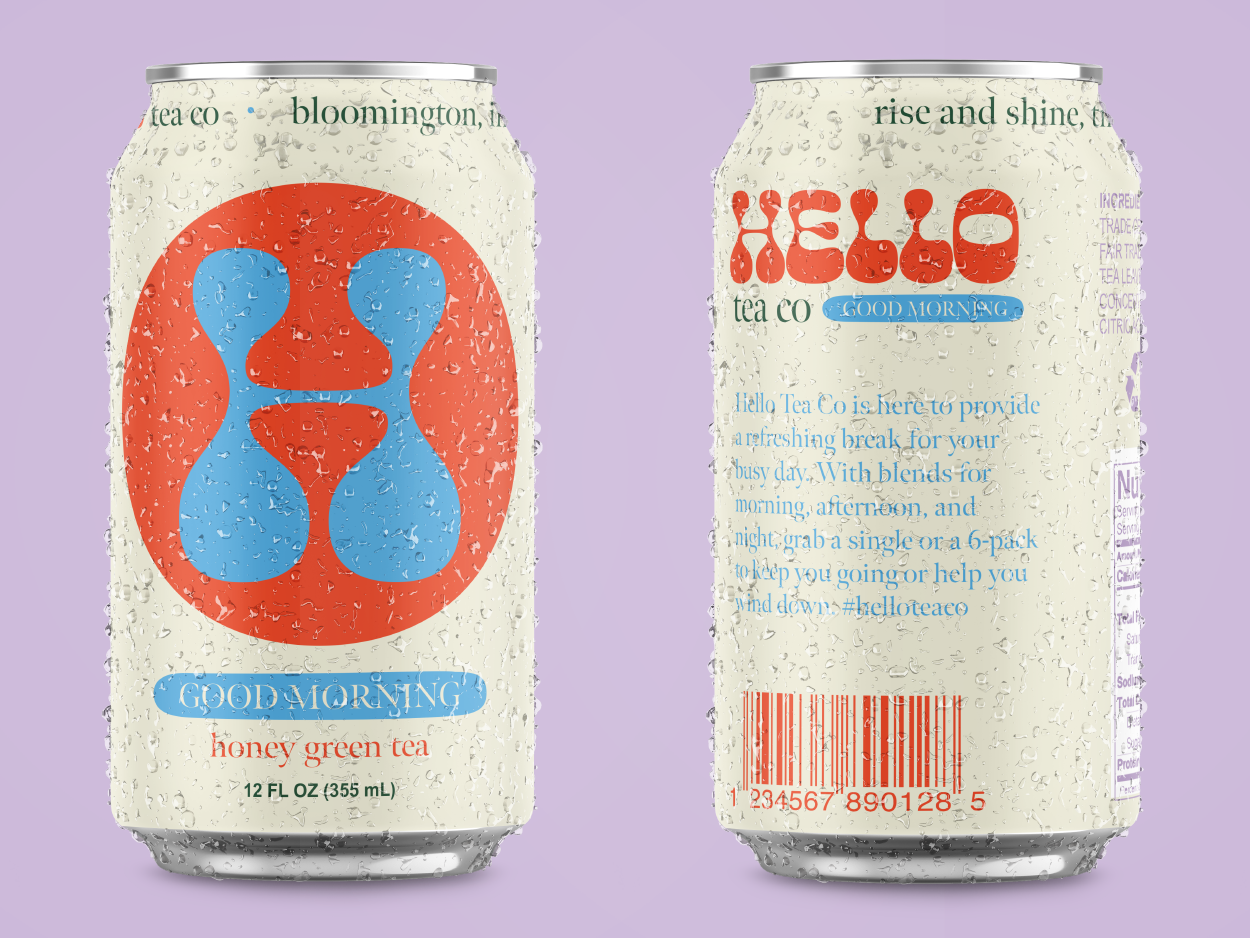 tea co • bloomington,
GOOD MORNING
honey green tea
12 FL OZ (355 mL)
rise and shine,
HELLO
tea co GOOD MORNING
Hello Tea Co is here to provide
a refreshing break for your
busy day. With blends for
morning, afternoon, and
night, grab a single or a 6-pack
to keep you going or help you
wind down. #helloteaco
1 234567 890128 5
TRADE
FAIR
TEA